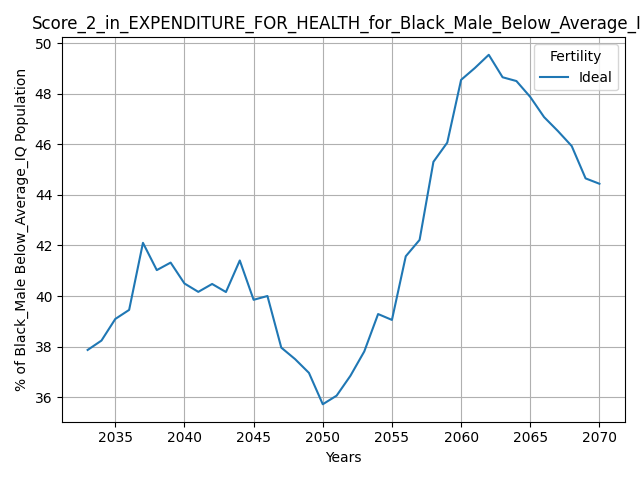 Score_2_in_EXPENDITURE_FOR_HEALTH_for_Black_Male_Below_Average_I
Fertility
Ideal
% of Black_Male Below_Average_IQ Population
50
48
46
44
42
40
38
36
2035 2040 2045 2050 2055 2060 2065 2070
Years